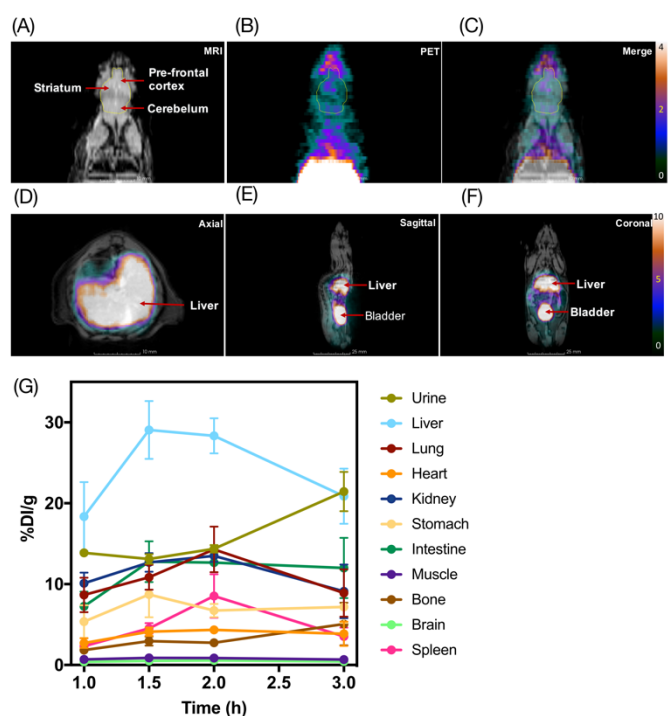 (A)
MRI
Pre-frontal
cortex
Striatum
Cerebelum
(B)
PET
(C)
Merge
4
2
0
(D)
Axial
Liver
10 mm
(E)
Sagittal
Liver
Bladder
25 mm
(F)
Coronal
Liver
Bladder
25 mm
10
5
0
(G)
%DI/g
30
20
10
0
1.0
1.5
2.0
3.0
Time (h)
Urine
Liver
Lung
Heart
Kidney
Stomach
Intestine
Muscle
Bone
Brain
Spleen